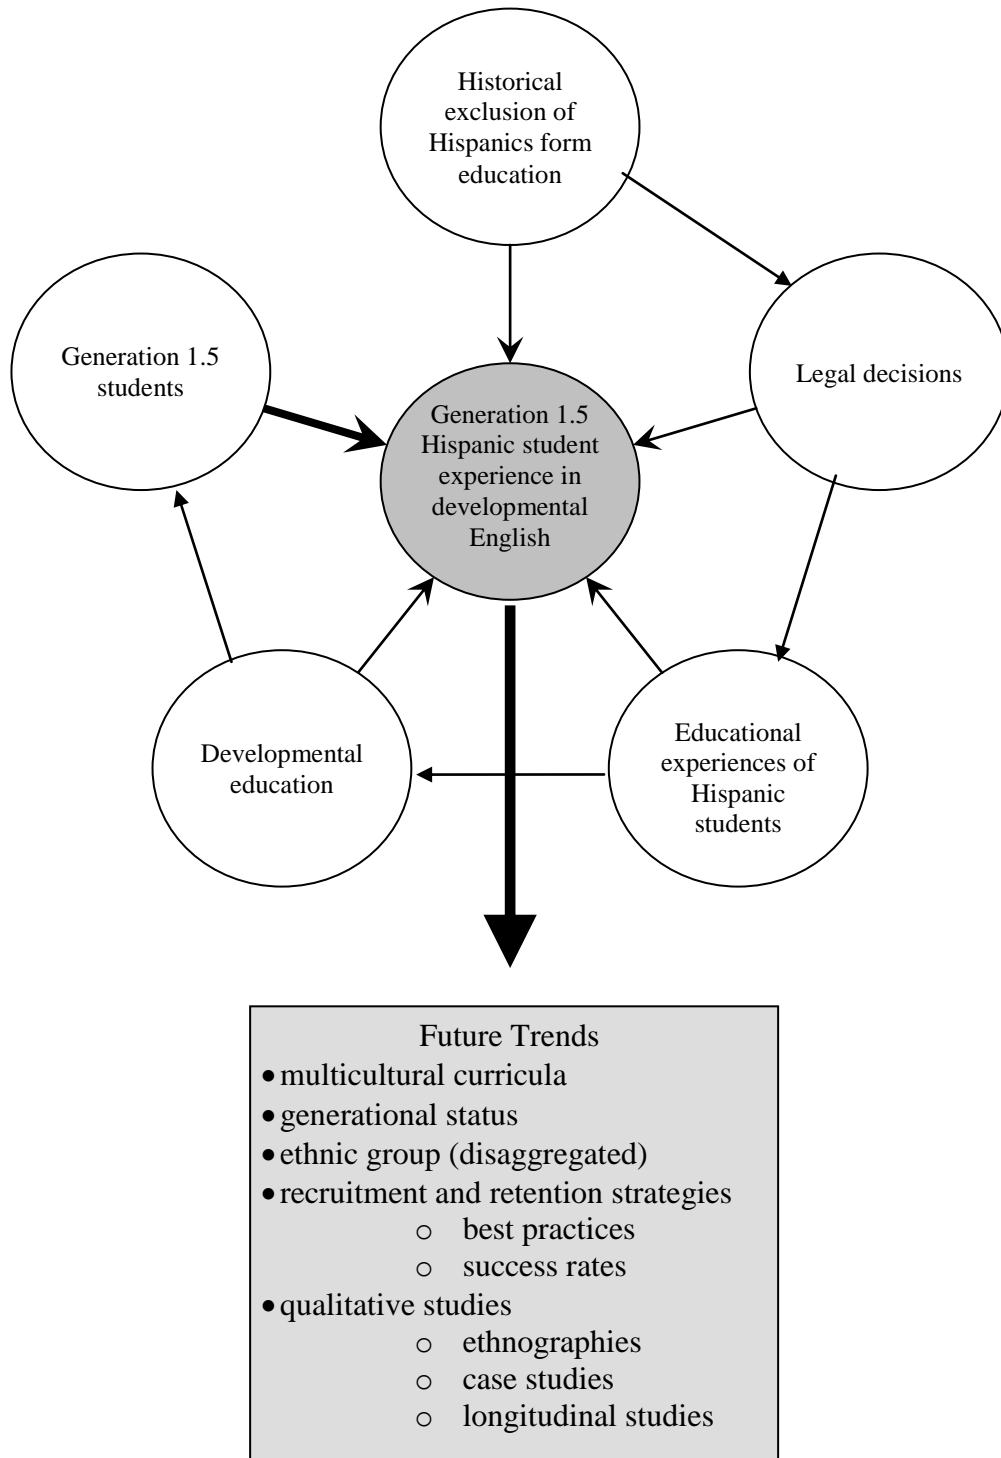 Historical
exclusion of
Hispanics form
education
Generation 1.5
students
Legal decisions
Generation 1.5
Hispanic student
experience in
developmental
English
Developmental
education
Educational
experiences of
Hispanic
students
Future Trends
• multicultural curricula
• generational status
• ethnic group (disaggregated)
• recruitment and retention strategies
o best practices
o success rates
• qualitative studies
o ethnographies
o case studies
o longitudinal studies